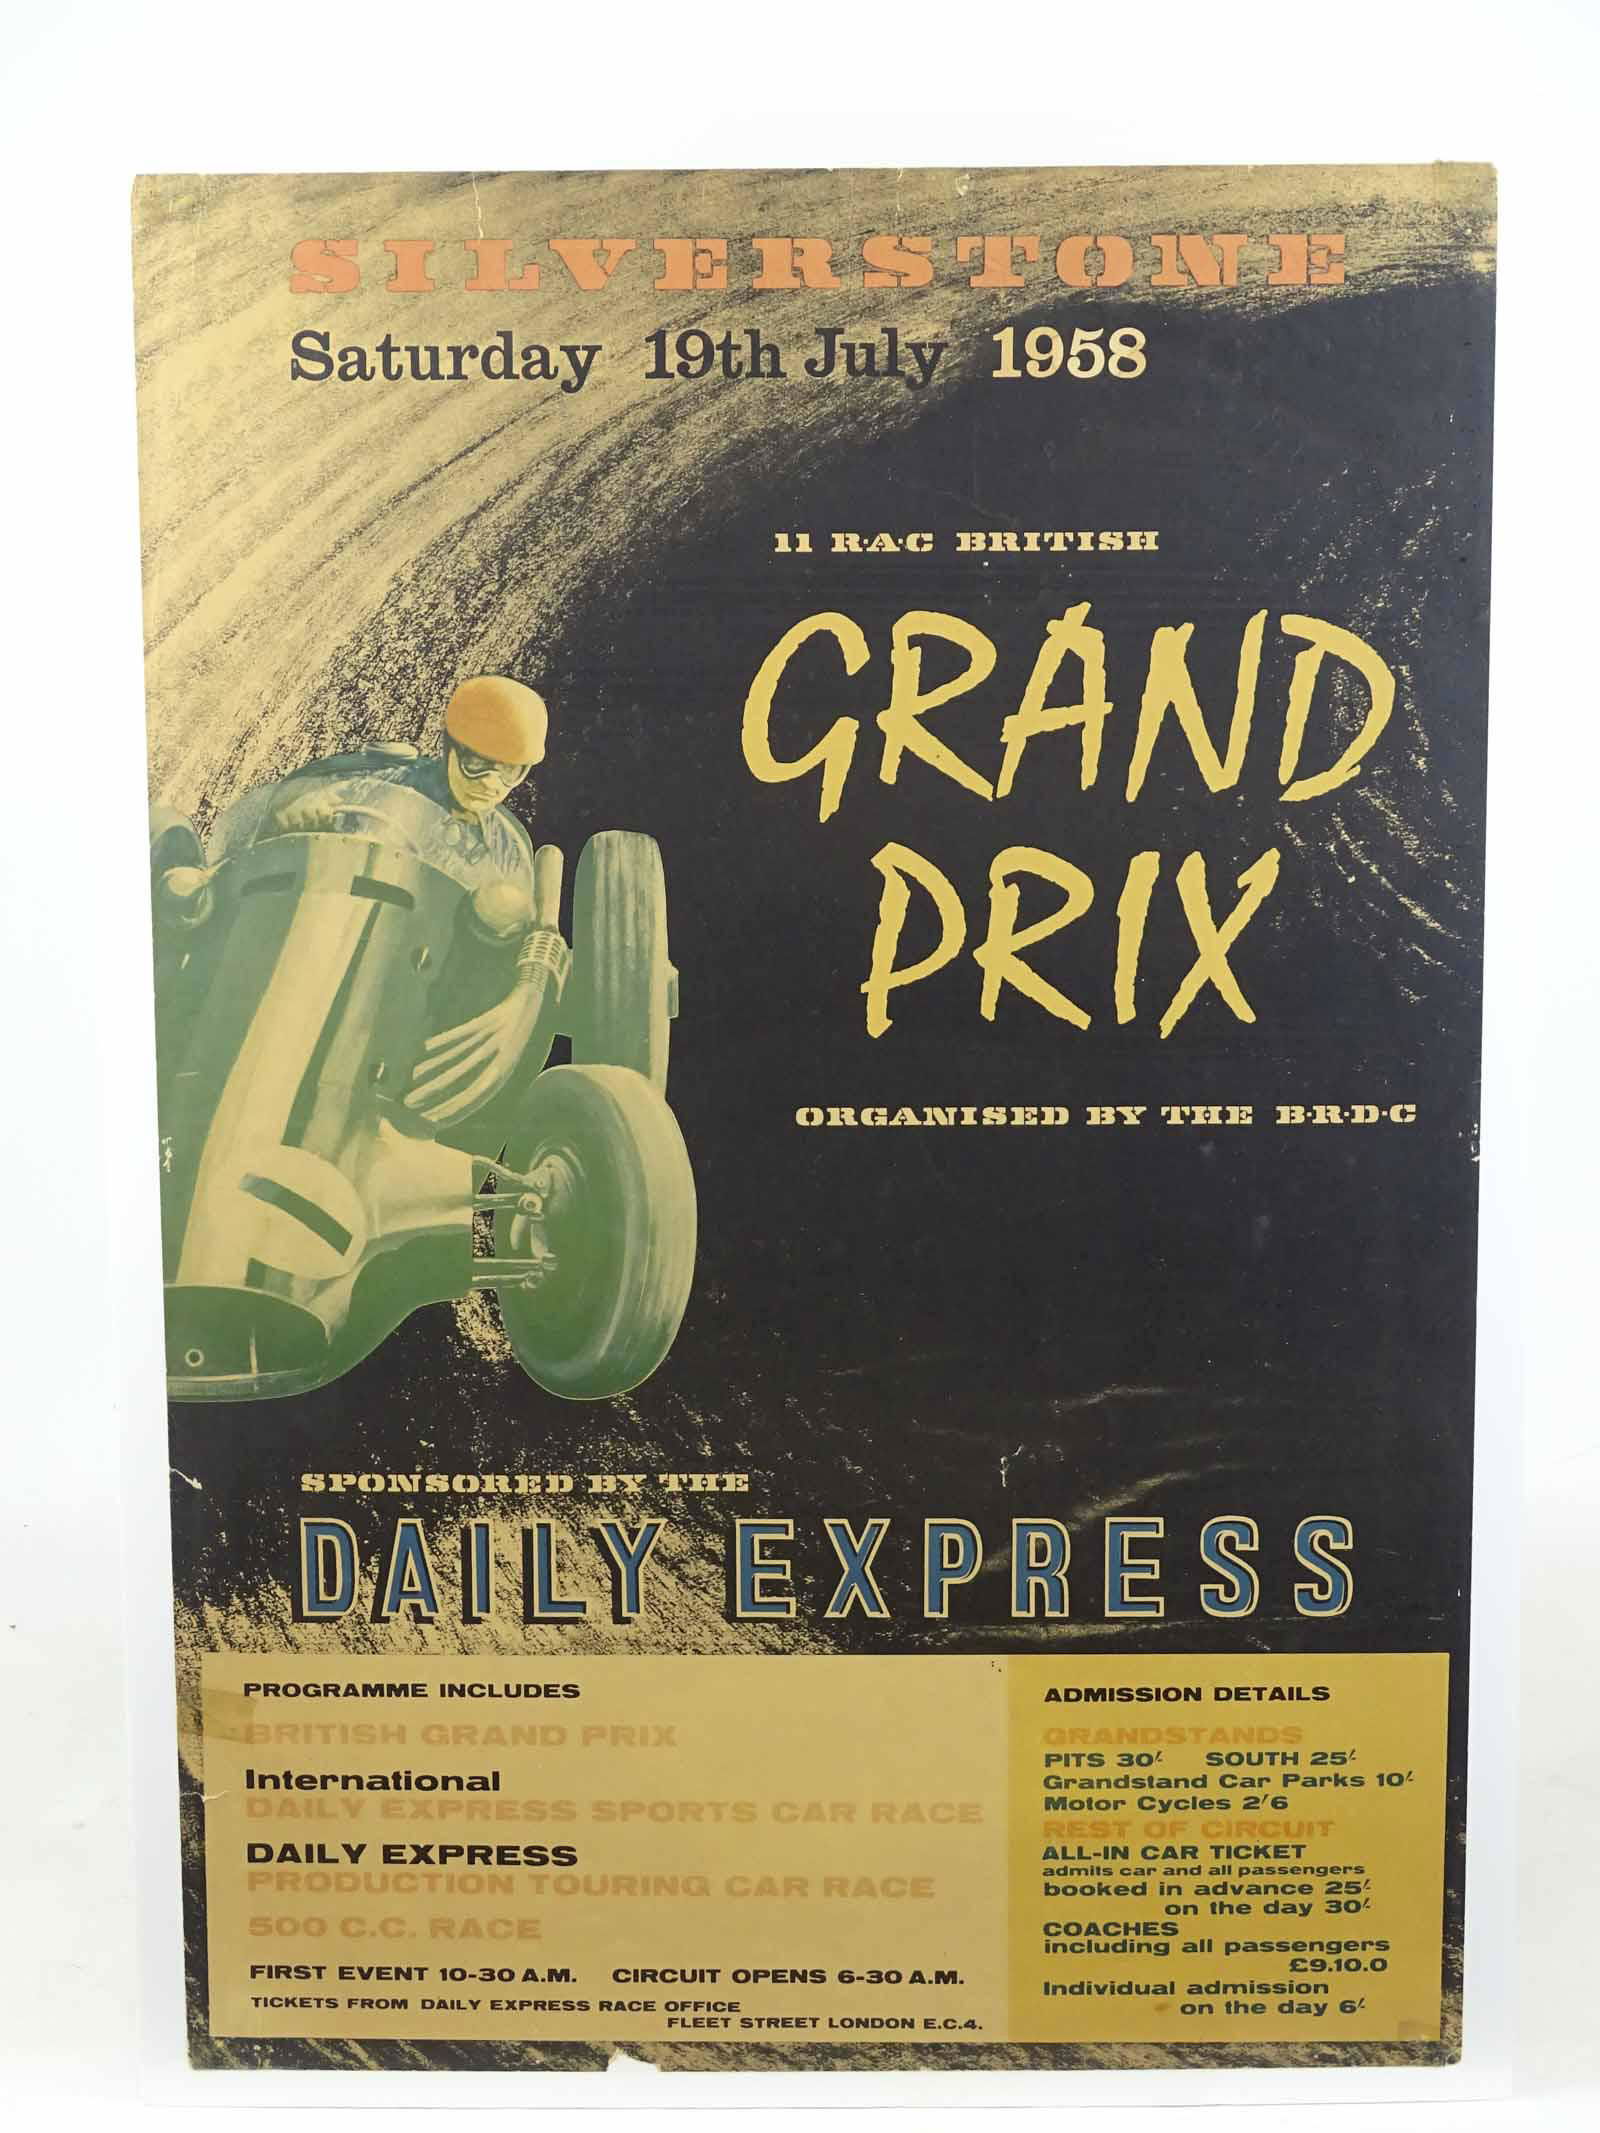 SILVERSTONE
Saturday 19th July 1958
11 R·A·C BRITISH
GRAND
PRIX
ORGANISED BY THE B·R·D·C
SPONSORED BY THE
DAILY EXPRESS
PROGRAMME INCLUDES
BRITISH GRAND PRIX
International
DAILY EXPRESS SPORTS CAR RACE
DAILY EXPRESS
PRODUCTION TOURING CAR RACE
500 C.C. RACE
FIRST EVENT 10-30 A.M. CIRCUIT OPENS 6-30 A.M.
TICKETS FROM DAILY EXPRESS RACE OFFICE
FLEET STREET LONDON E.C.4.
ADMISSION DETAILS
GRANDSTANDS
PITS 30/- SOUTH 25/-
Grandstand Car Parks 10/-
Motor Cycles 2/6
REST OF CIRCUIT
ALL-IN CAR TICKET
admits car and all passengers
booked in advance 25/-
on the day 30/-
COACHES
including all passengers
£9.10.0
Individual admission
on the day 6/-